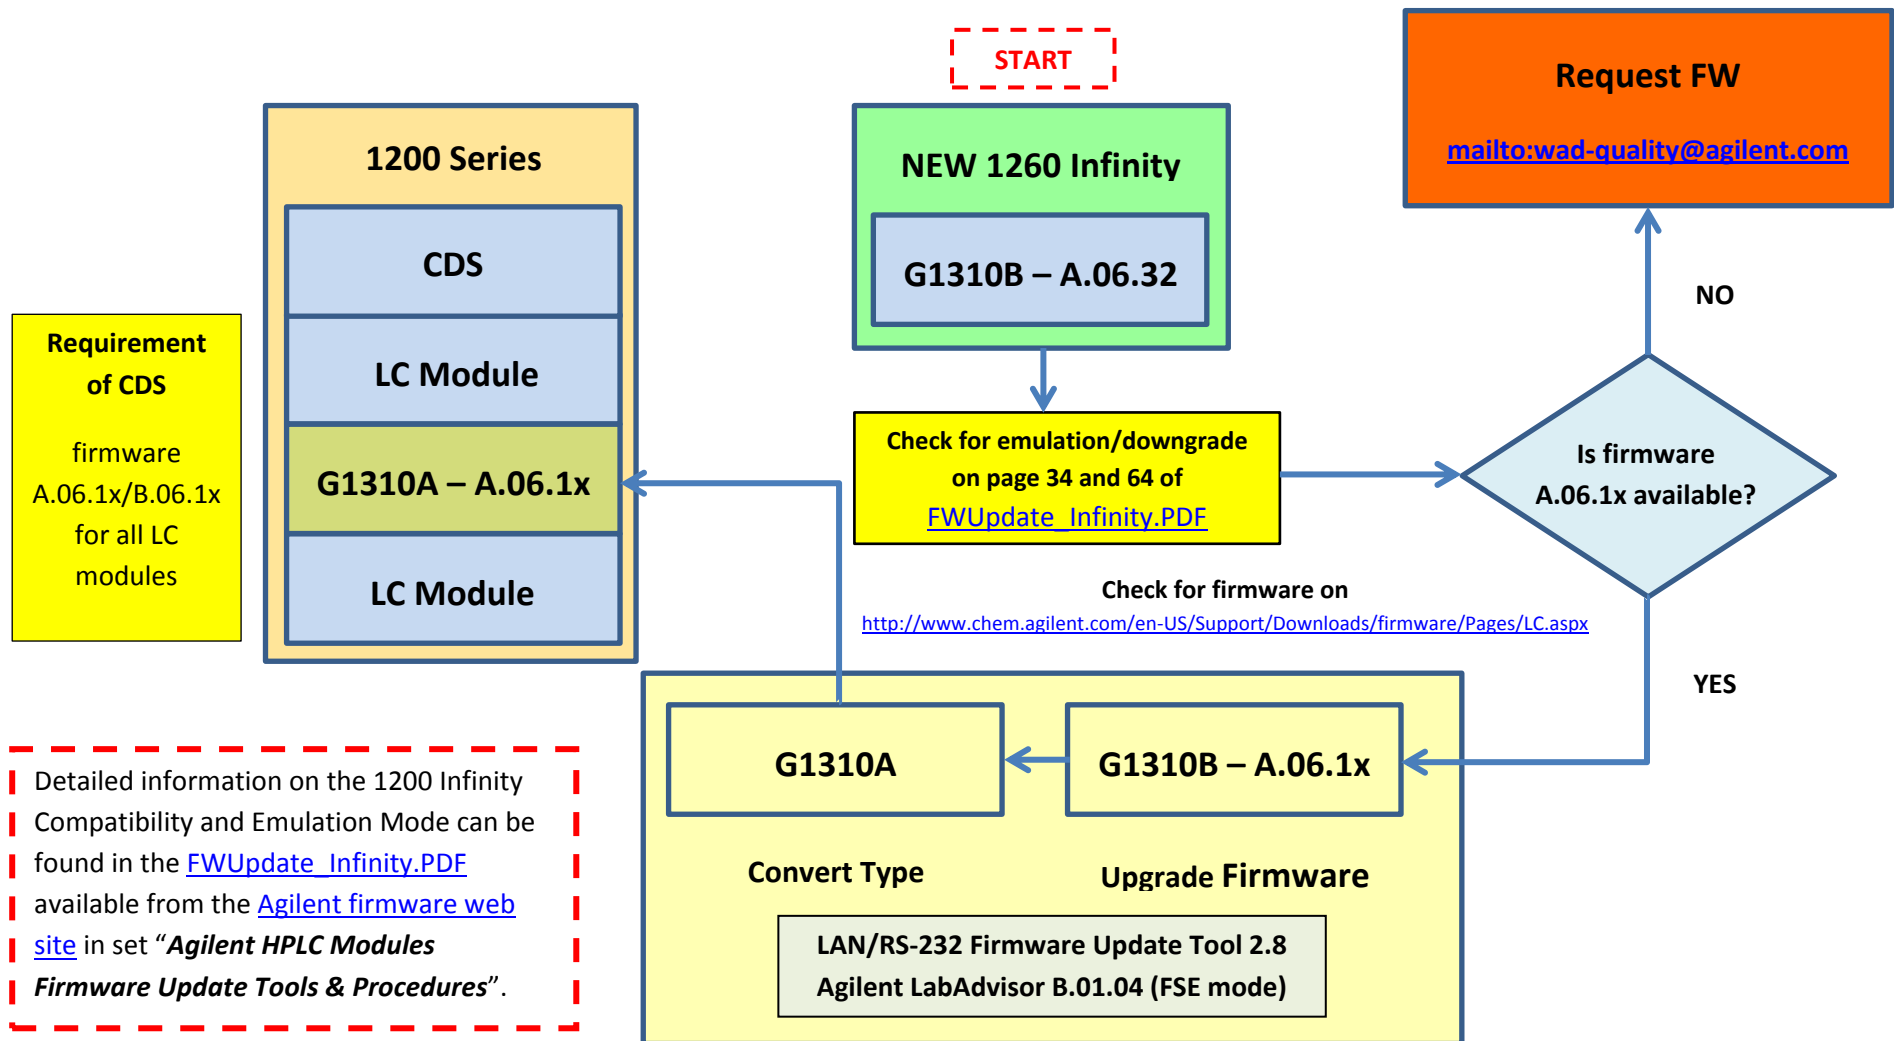 START
Request FW
mailto:wad-quality@agilent.com
1200 Series
CDS
LC Module
G1310A – A.06.1x
LC Module
NEW 1260 Infinity
G1310B – A.06.32
NO
Requirement
of CDS
firmware
A.06.1x/B.06.1x
for all LC
modules
Check for emulation/downgrade
on page 34 and 64 of
FWUpdate_Infinity.PDF
Is firmware
A.06.1x available?
Check for firmware on
http://www.chem.agilent.com/en-US/Support/Downloads/firmware/Pages/LC.aspx
YES
G1310A
G1310B – A.06.1x
Convert Type
Upgrade Firmware
LAN/RS-232 Firmware Update Tool 2.8
Agilent LabAdvisor B.01.04 (FSE mode)
Detailed information on the 1200 Infinity
Compatibility and Emulation Mode can be
found in the FWUpdate_Infinity.PDF
available from the Agilent firmware web
site in set “Agilent HPLC Modules
Firmware Update Tools & Procedures”.